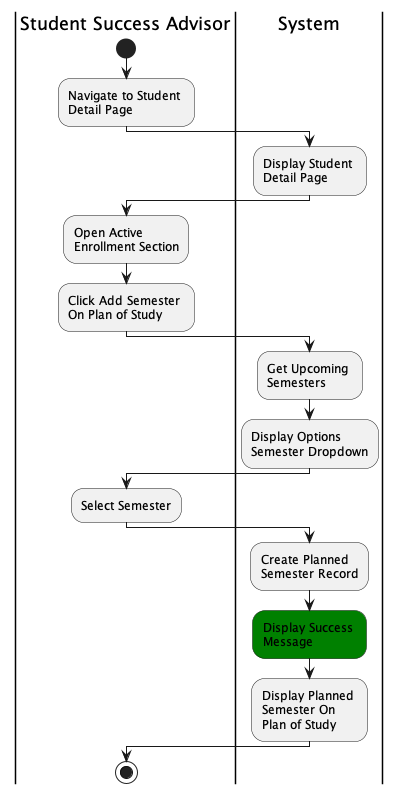 Student Success Advisor
System
Navigate to Student
Detail Page
Display Student
Detail Page
Open Active
Enrollment Section
Click Add Semester
On Plan of Study
Get Upcoming
Semesters
Display Options
Semester Dropdown
Select Semester
Create Planned
Semester Record
Display Success
Message
Display Planned
Semester On
Plan of Study